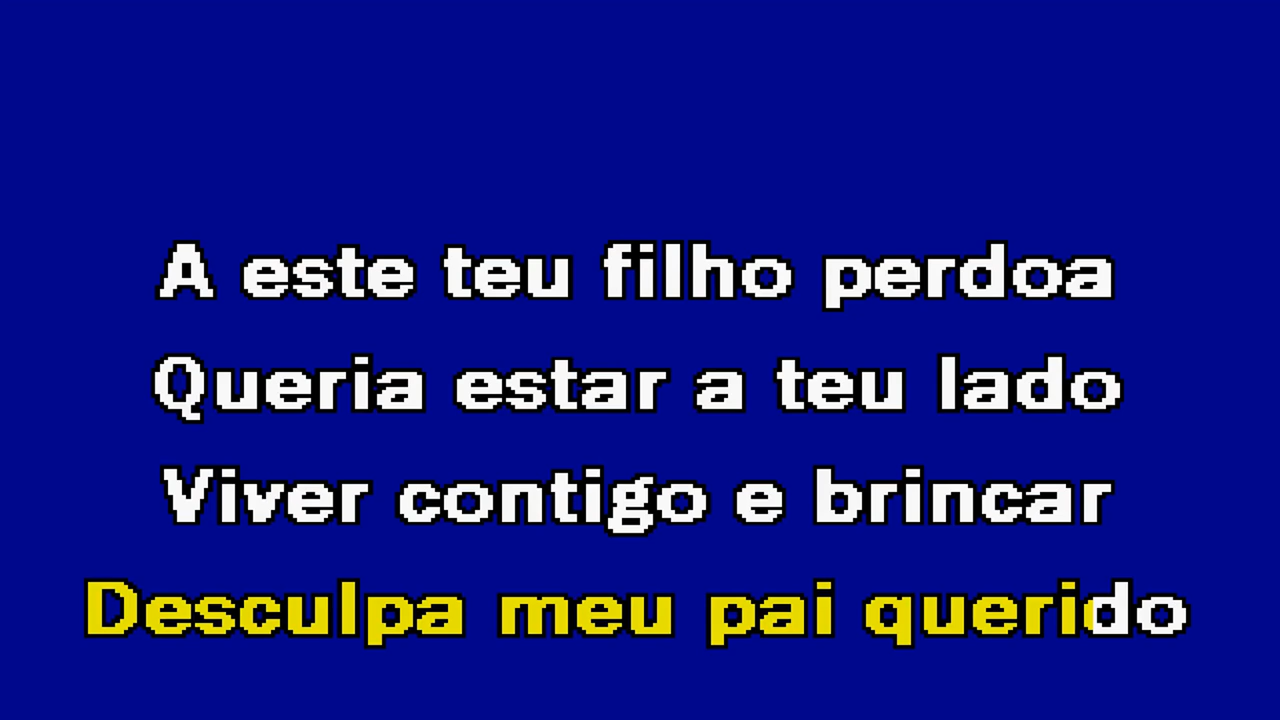 A este teu filho perdoa
Queria estar a teu lado
Viver contigo e brincar
Desculpa meu pai querido